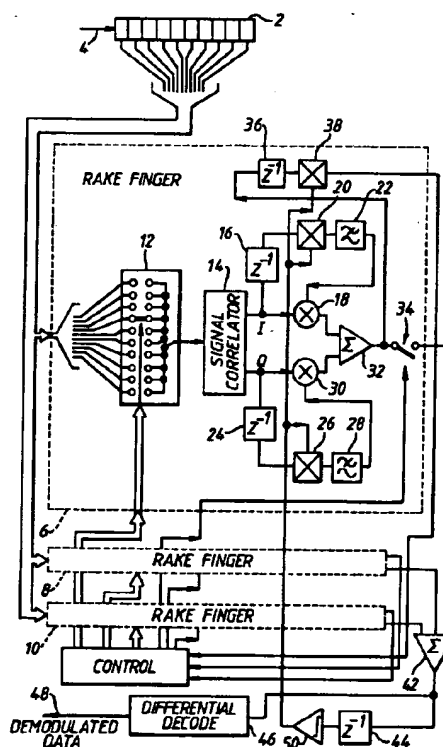 2
4
36
38
RAKE FINGER
Z⁻¹
20
22
12
16
Z⁻¹
14
SIGNAL CORRELATOR
I
18
34
Σ
32
Q
30
24
Z⁻¹
26
28
6
RAKE FINGER
8
RAKE FINGER
10
CONTROL
Σ
42
48
DIFFERENTIAL DECODE
Z⁻¹
DEMODULATED DATA
46
50
44